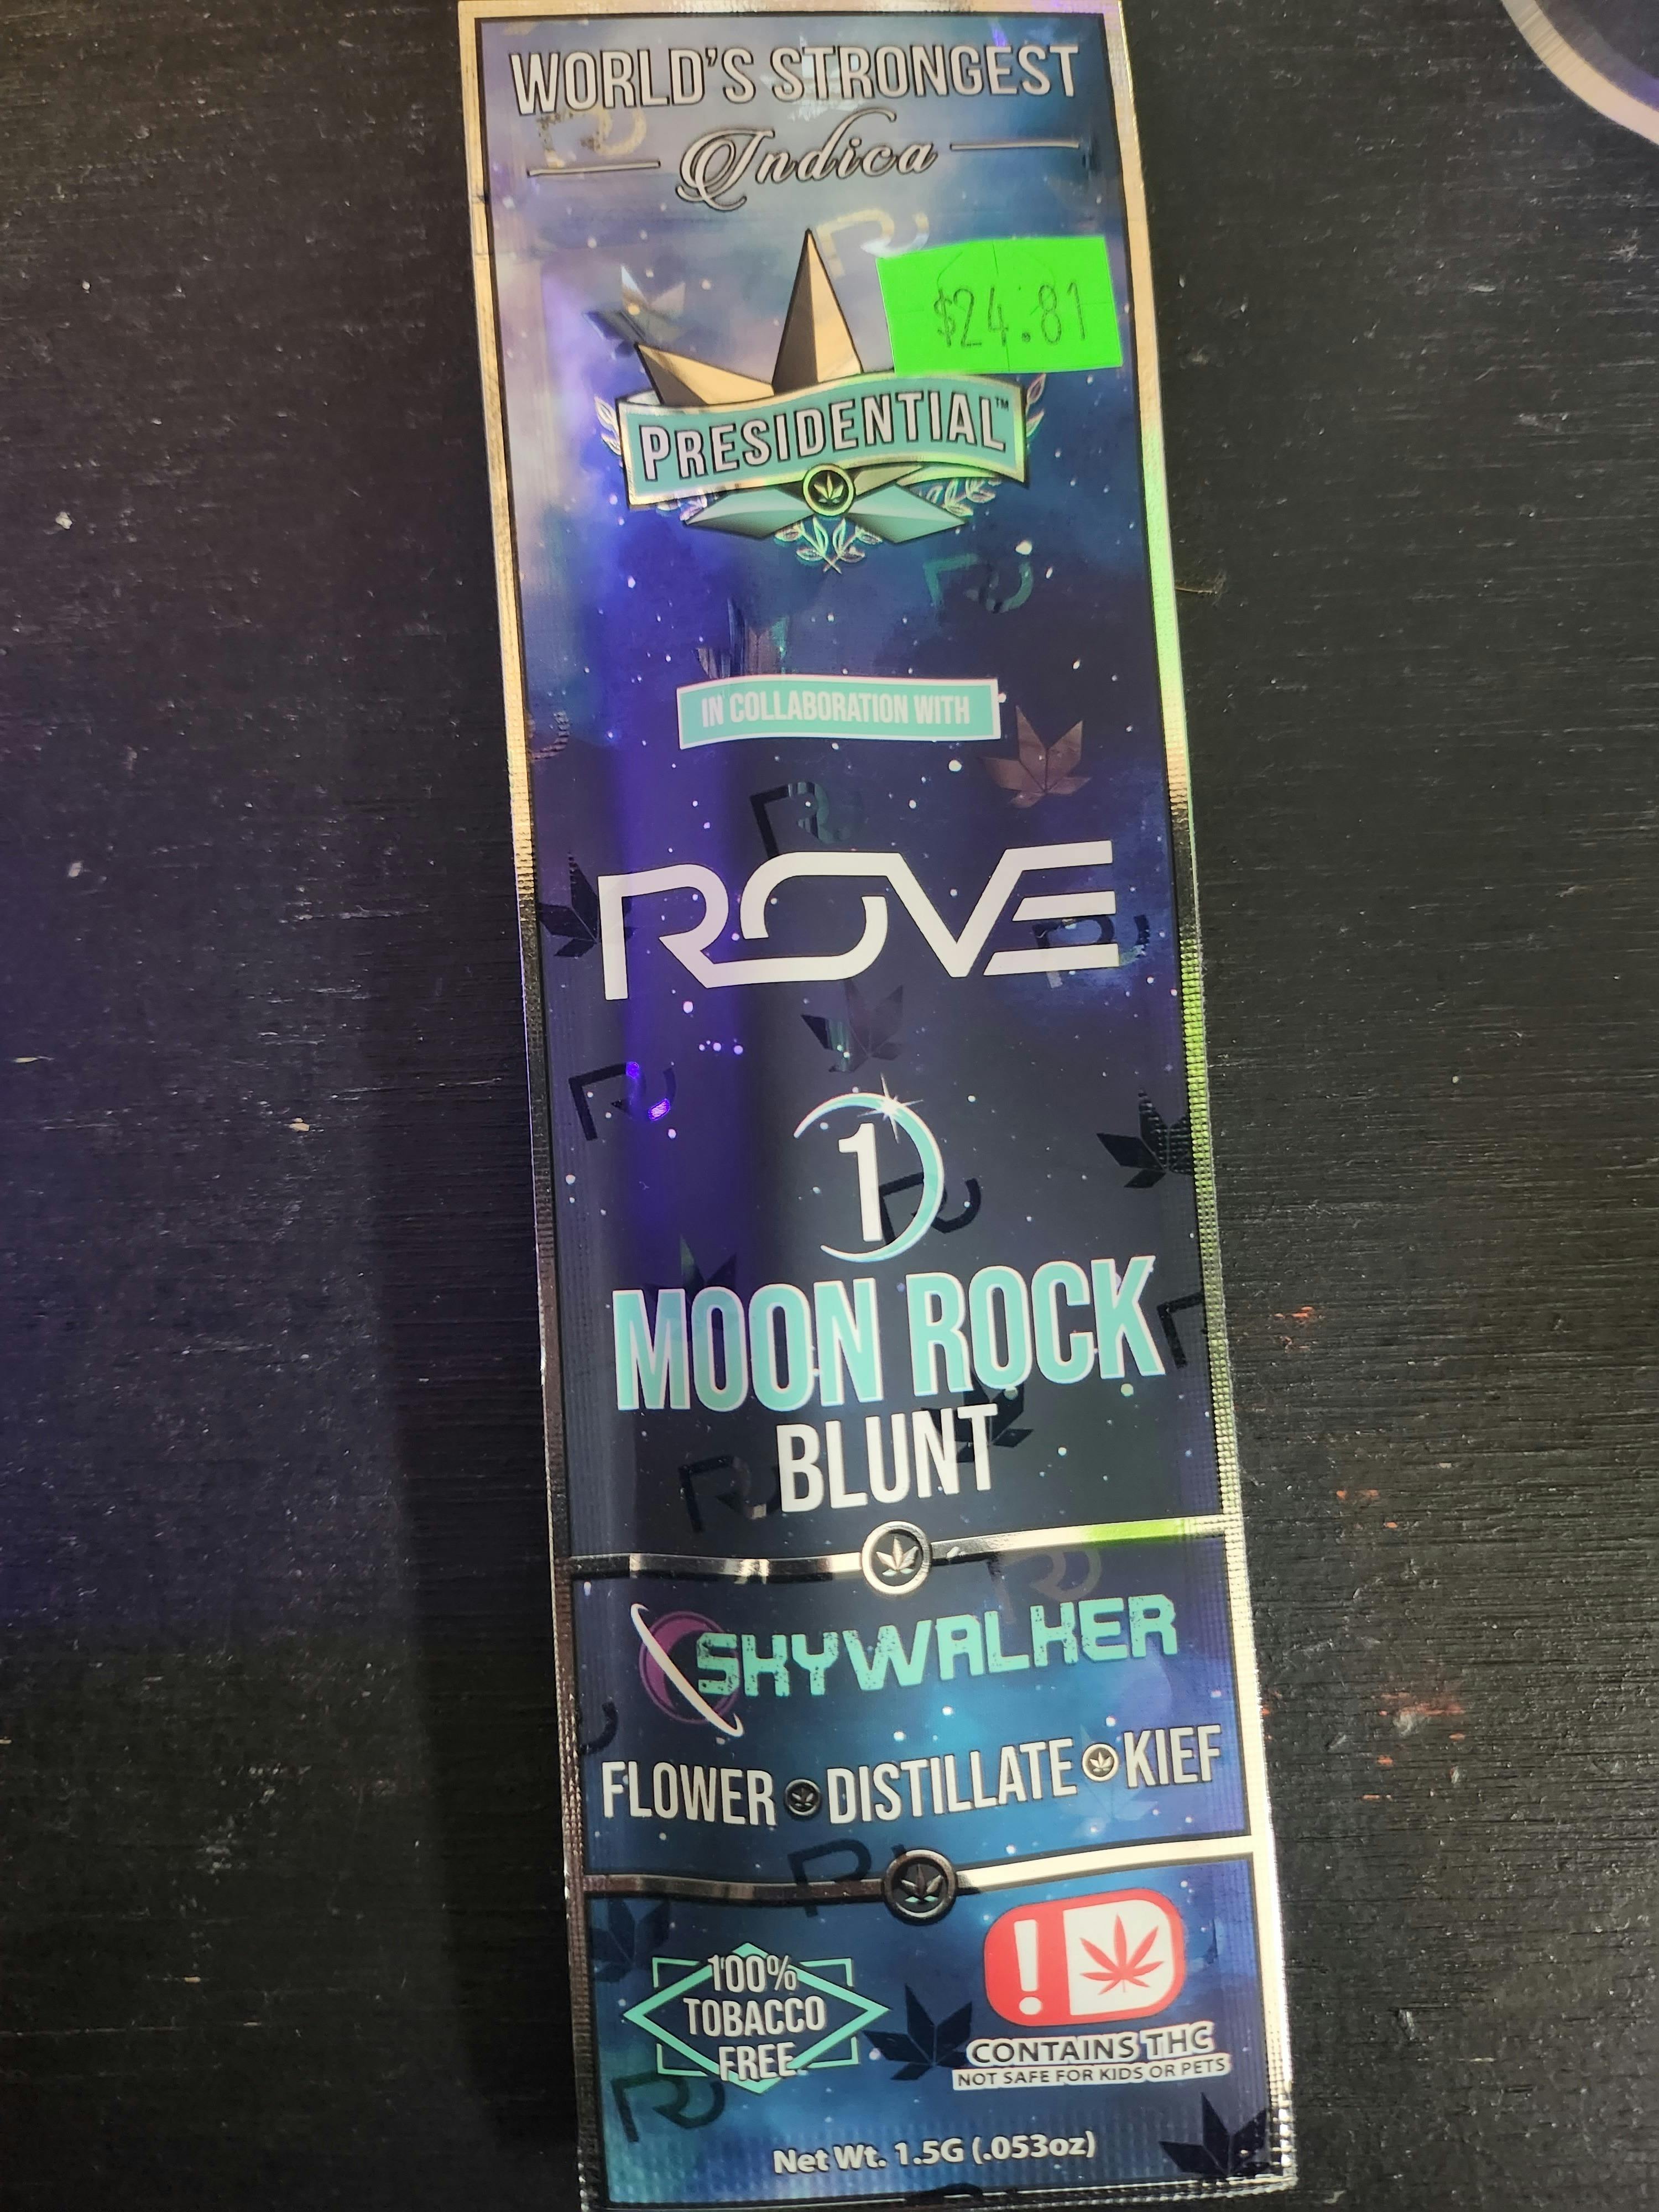 WORLD'S STRONGEST
Indica
$24.81
PRESIDENTIAL™
IN COLLABORATION WITH
ROVE
1
MOON ROCK
BLUNT
SKYWALKER
FLOWER DISTILLATE KIEF
100%
TOBACCO
FREE
!
CONTAINS THC
NOT SAFE FOR KIDS OR PETS
Net Wt. 1.5G (.053oz)